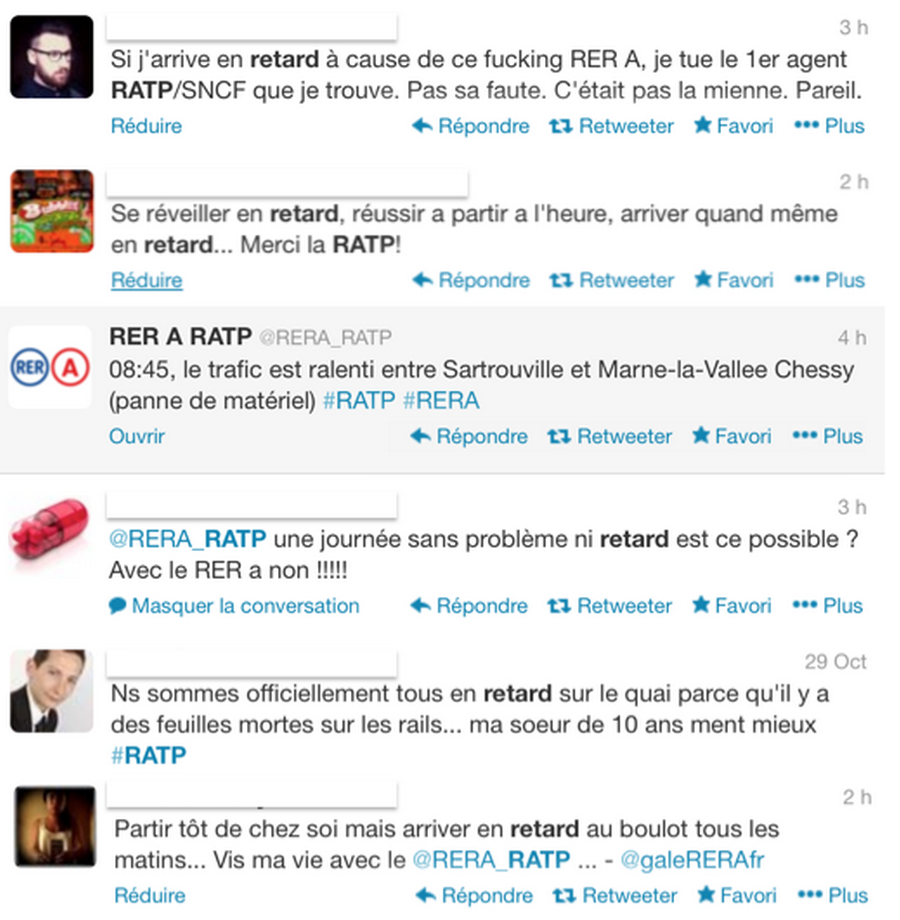 3 h
Si j'arrive en retard à cause de ce fucking RER A, je tue le 1er agent
RATP/SNCF que je trouve. Pas sa faute. C'était pas la mienne. Pareil.
Réduire Répondre Retweeter Favori Plus
2 h
Se réveiller en retard, réussir a partir a l'heure, arriver quand même
en retard... Merci la RATP!
Réduire Répondre Retweeter Favori Plus
RER A RATP @RERA_RATP 4 h
RER A
08:45, le trafic est ralenti entre Sartrouville et Marne-la-Vallee Chessy
(panne de matériel) #RATP #RERA
Ouvrir Répondre Retweeter Favori Plus
3 h
@RERA_RATP une journée sans problème ni retard est ce possible ?
Avec le RER a non !!!!!
Masquer la conversation Répondre Retweeter Favori Plus
29 Oct
Ns sommes officiellement tous en retard sur le quai parce qu'il y a
des feuilles mortes sur les rails... ma soeur de 10 ans ment mieux
#RATP
2 h
Partir tôt de chez soi mais arriver en retard au boulot tous les
matins... Vis ma vie avec le @RERA_RATP ... - @galeRERAfr
Réduire Répondre Retweeter Favori Plus